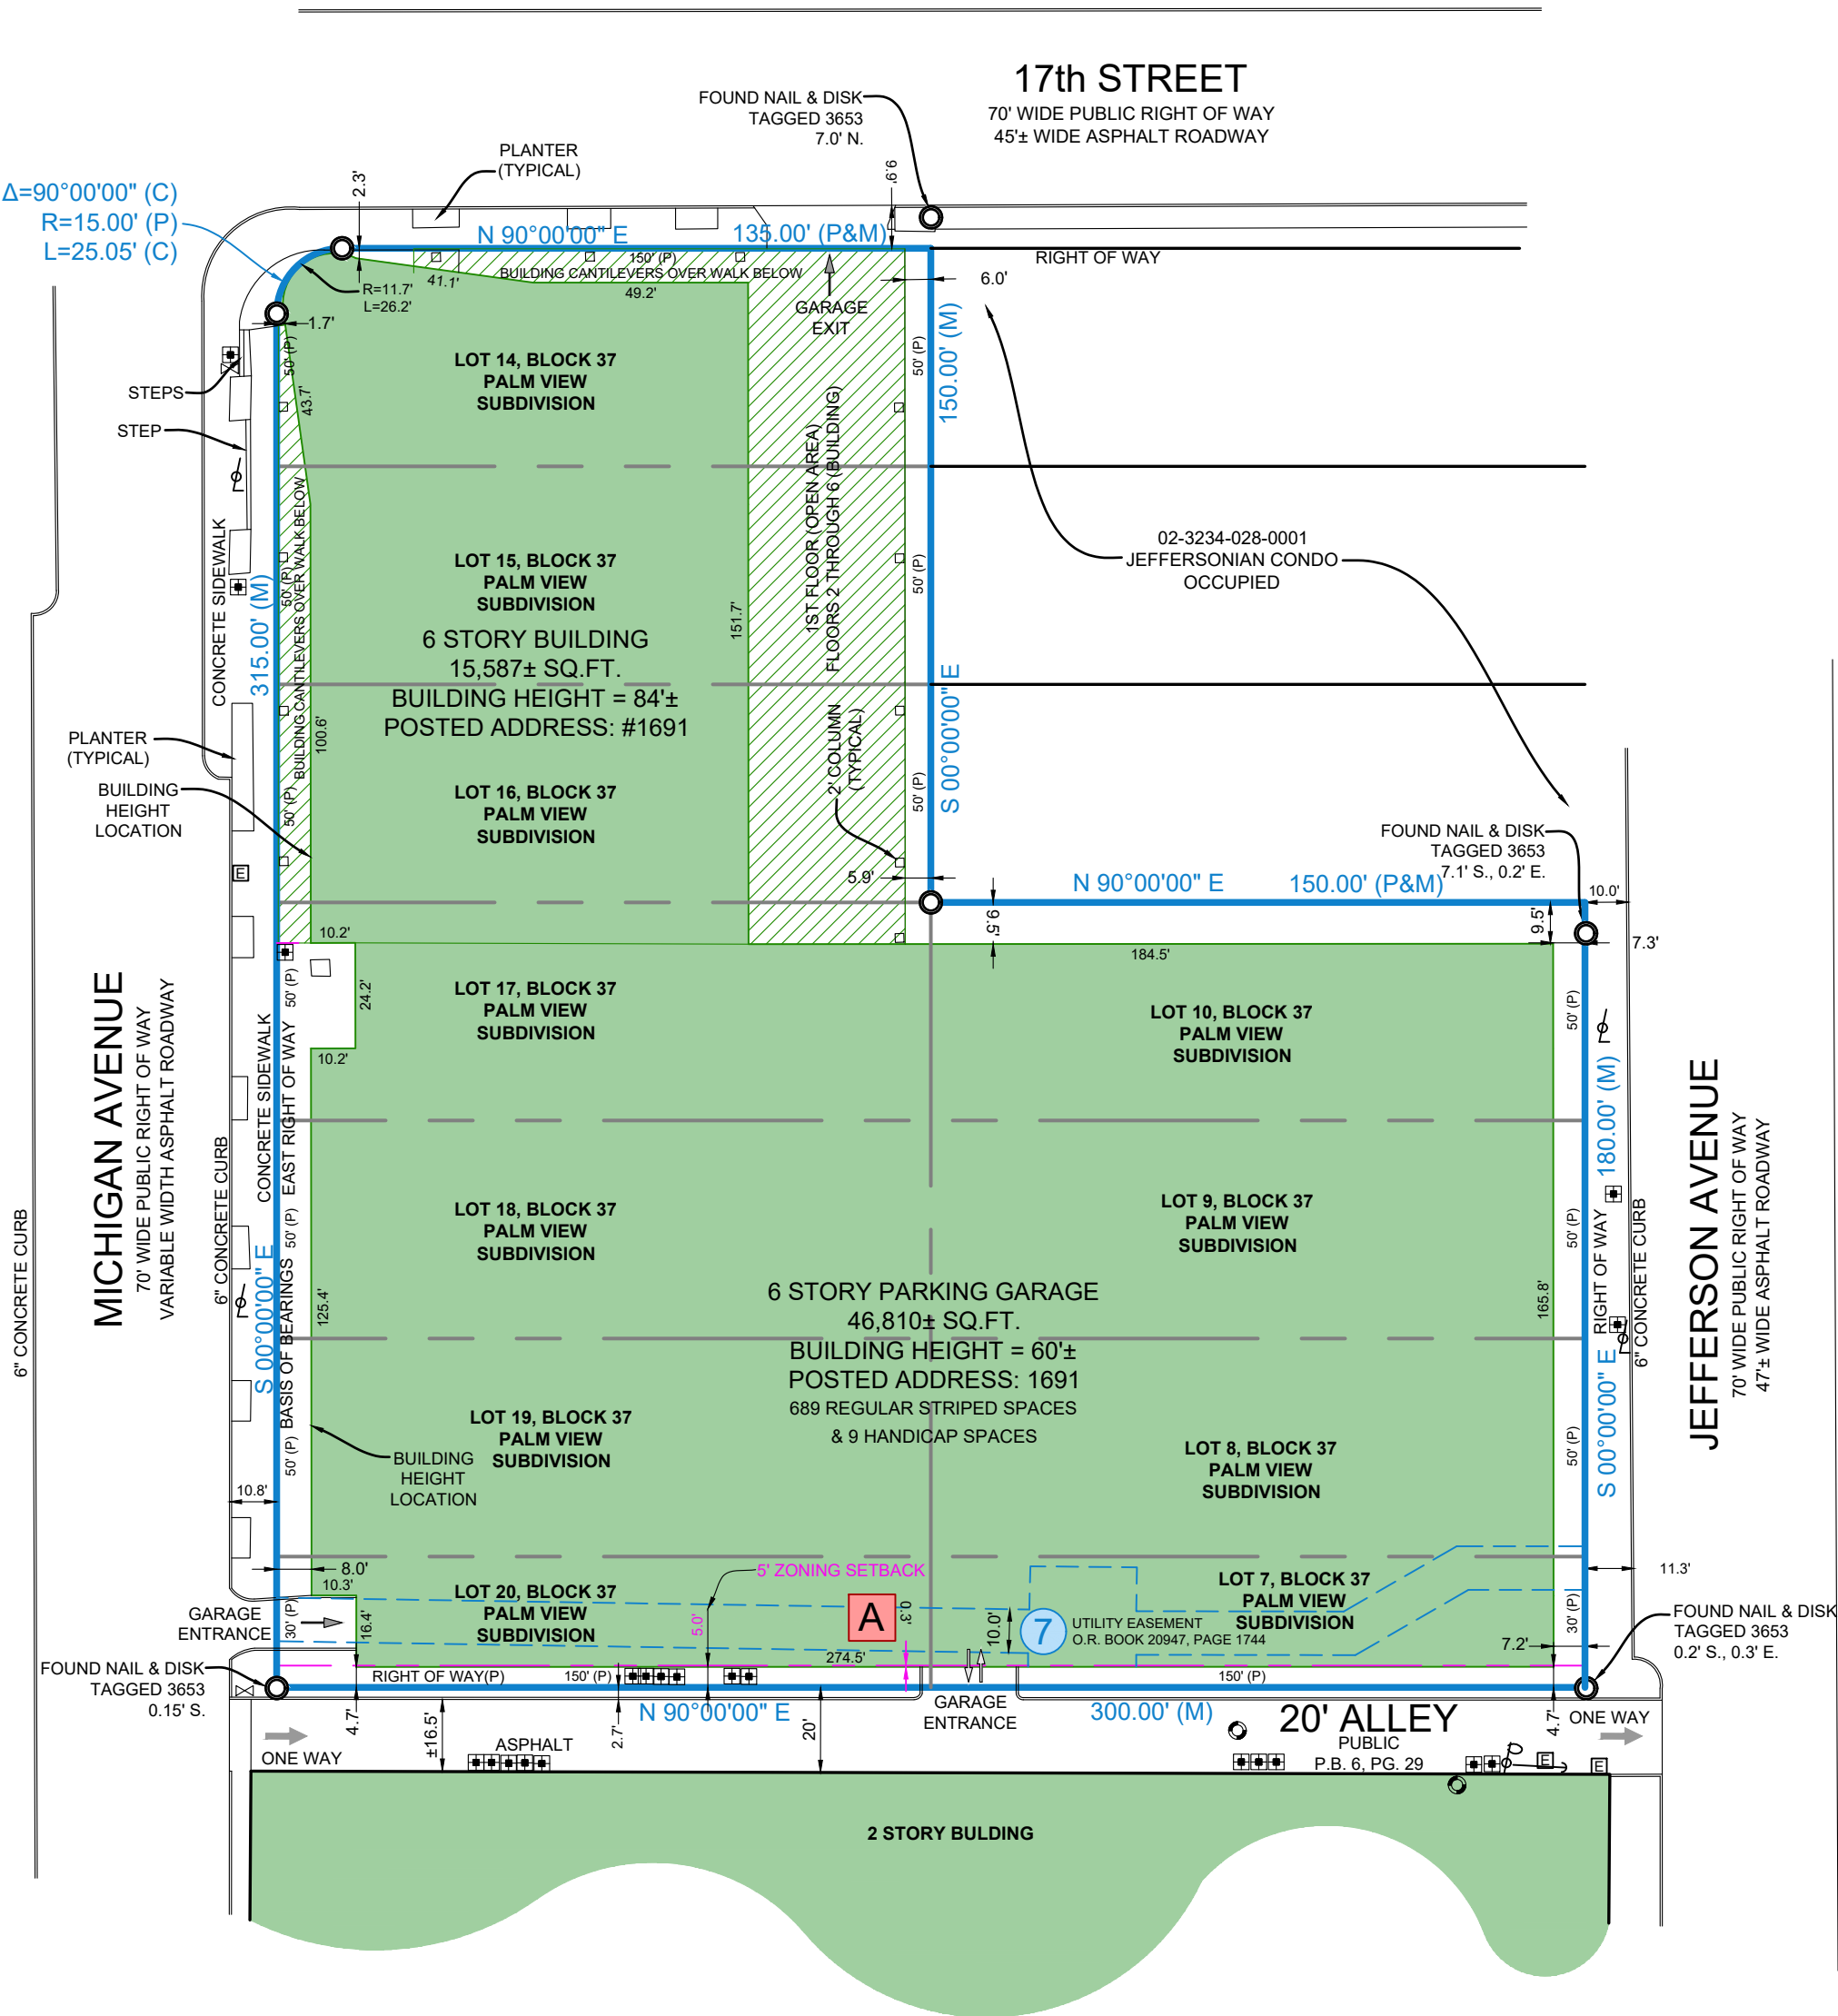 17th STREET
70' WIDE PUBLIC RIGHT OF WAY
45'± WIDE ASPHALT ROADWAY
FOUND NAIL & DISK
TAGGED 3653
7.0' N.
PLANTER
(TYPICAL)
2.3'
9.9'
Δ=90°00'00" (C)
R=15.00' (P)
L=25.05' (C)
N 90°00'00" E
135.00' (P&M)
RIGHT OF WAY
150' (P)
BUILDING CANTILEVERS OVER WALK BELOW
41.1'
49.2'
R=11.7'
L=26.2'
1.7'
6.0'
GARAGE
EXIT
50' (P)
43.7'
50' (P)
150.00' (M)
LOT 14, BLOCK 37
PALM VIEW
SUBDIVISION
STEPS
STEP
CONCRETE SIDEWALK
315.00' (M)
50' (P)
BUILDING CANTILEVERS OVER WALK BELOW
1ST FLOOR (OPEN AREA)
FLOORS 2 THROUGH 6 (BUILDING)
50' (P)
02-3234-028-0001
JEFFERSONIAN CONDO
OCCUPIED
LOT 15, BLOCK 37
PALM VIEW
SUBDIVISION
151.7'
6 STORY BUILDING
15,587± SQ.FT.
BUILDING HEIGHT = 84'±
POSTED ADDRESS: #1691
100.6'
S 00°00'00" E
PLANTER
(TYPICAL)
BUILDING
HEIGHT
LOCATION
50' (P)
LOT 16, BLOCK 37
PALM VIEW
SUBDIVISION
2' COLUMN
(TYPICAL)
50' (P)
FOUND NAIL & DISK
TAGGED 3653
7.1' S., 0.2' E.
E
5.9'
N 90°00'00" E
150.00' (P&M)
10.0'
9.5'
9.5'
7.3'
10.2'
184.5'
24.2'
10.2'
50' (P)
LOT 17, BLOCK 37
PALM VIEW
SUBDIVISION
LOT 10, BLOCK 37
PALM VIEW
SUBDIVISION
50' (P)
MICHIGAN AVENUE
70' WIDE PUBLIC RIGHT OF WAY
VARIABLE WIDTH ASPHALT ROADWAY
CONCRETE SIDEWALK
EAST RIGHT OF WAY
180.00' (M)
JEFFERSON AVENUE
70' WIDE PUBLIC RIGHT OF WAY
47'± WIDE ASPHALT ROADWAY
6" CONCRETE CURB
6" CONCRETE CURB
50' (P)
LOT 18, BLOCK 37
PALM VIEW
SUBDIVISION
LOT 9, BLOCK 37
PALM VIEW
SUBDIVISION
50' (P)
RIGHT OF WAY
6" CONCRETE CURB
S 00°00'00" E
BASIS OF BEARINGS
125.4'
6 STORY PARKING GARAGE
46,810± SQ.FT.
BUILDING HEIGHT = 60'±
POSTED ADDRESS: 1691
689 REGULAR STRIPED SPACES
& 9 HANDICAP SPACES
165.8'
S 00°00'00" E
50' (P)
LOT 19, BLOCK 37
PALM VIEW
SUBDIVISION
BUILDING
HEIGHT
LOCATION
LOT 8, BLOCK 37
PALM VIEW
SUBDIVISION
50' (P)
10.8'
8.0'
10.3'
5' ZONING SETBACK
11.3'
LOT 20, BLOCK 37
PALM VIEW
SUBDIVISION
LOT 7, BLOCK 37
PALM VIEW
SUBDIVISION
GARAGE
ENTRANCE
30' (P)
16.4'
5.0'
A
0.3'
10.0'
7
UTILITY EASEMENT
O.R. BOOK 20947, PAGE 1744
7.2'
30' (P)
FOUND NAIL & DISK
TAGGED 3653
0.2' S., 0.3' E.
274.5'
FOUND NAIL & DISK
TAGGED 3653
0.15' S.
RIGHT OF WAY(P)
150' (P)
150' (P)
N 90°00'00" E
GARAGE
ENTRANCE
300.00' (M)
20' ALLEY
PUBLIC
P.B. 6, PG. 29
4.7'
±16.5'
2.7'
20'
4.7'
ONE WAY
ASPHALT
ONE WAY
E
E
2 STORY BULDING